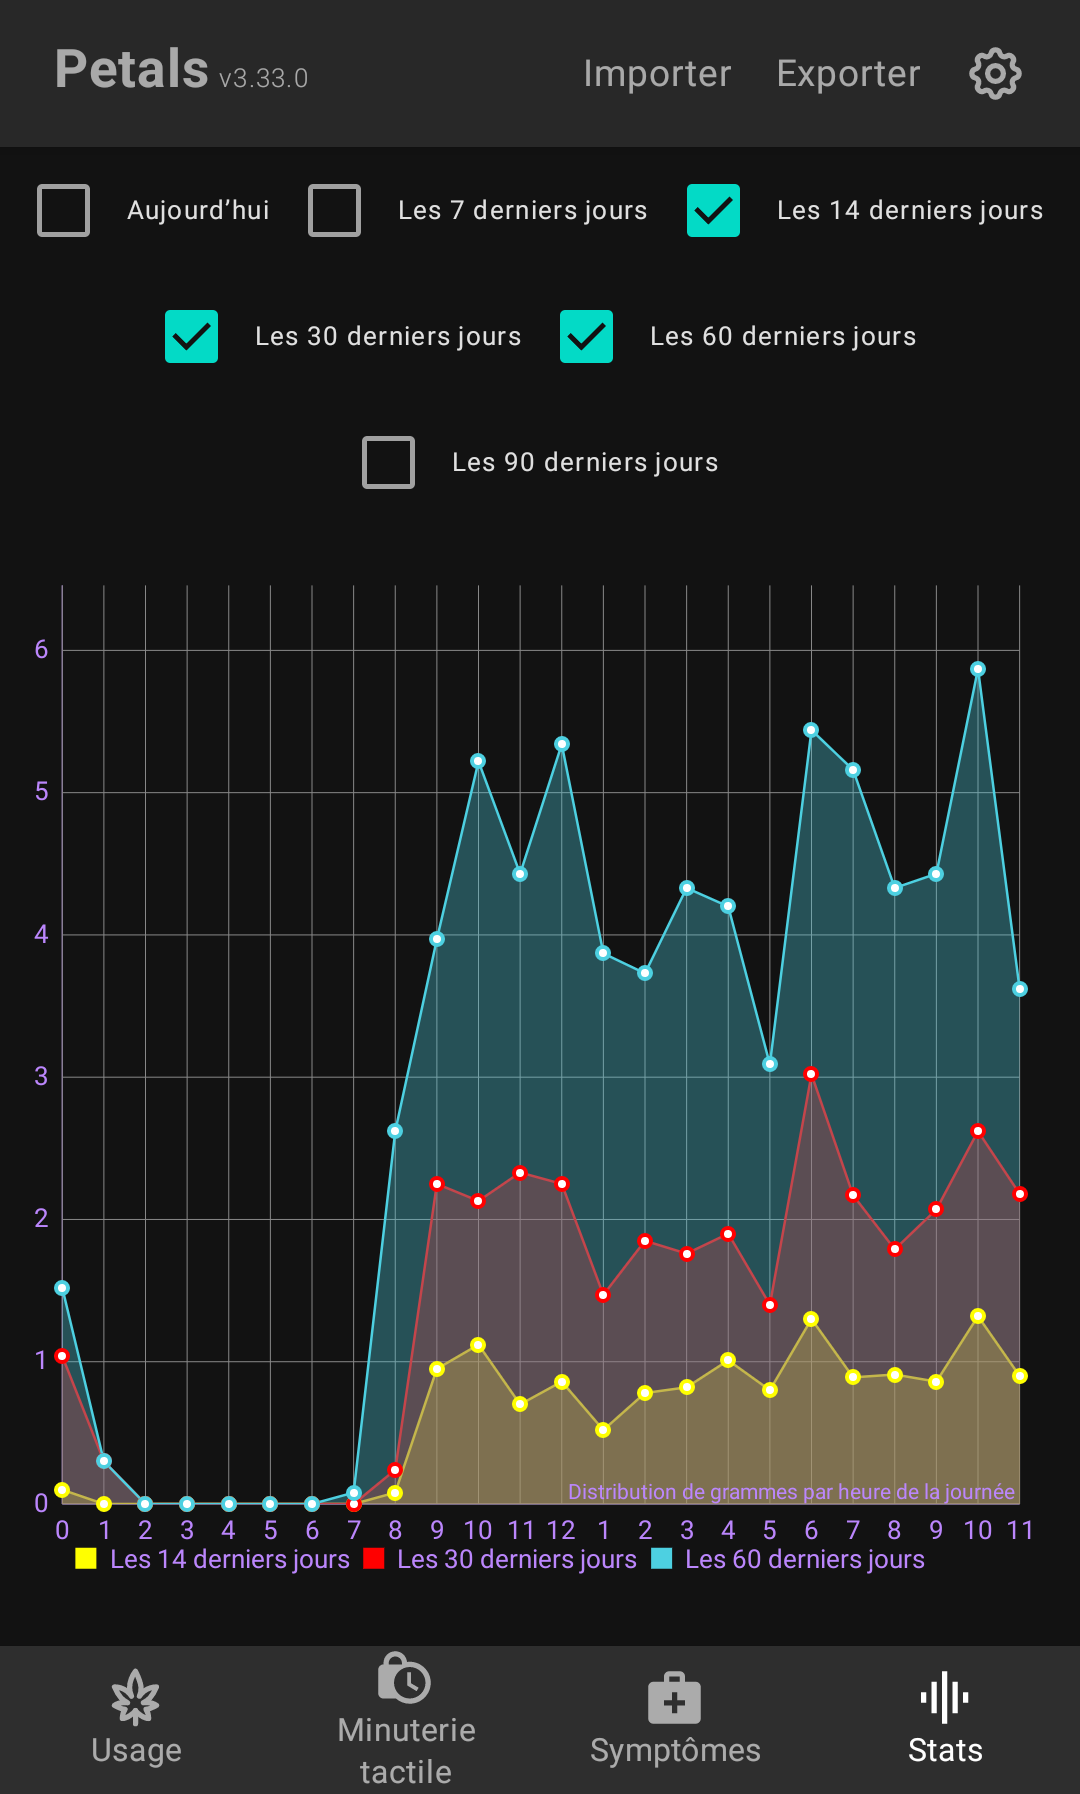 Petals v3.33.0 Importer Exporter
Aujourd’hui Les 7 derniers jours Les 14 derniers jours
Les 30 derniers jours Les 60 derniers jours
Les 90 derniers jours
6
5
4
3
2
1
0
Distribution de grammes par heure de la journée
0 1 2 3 4 5 6 7 8 9 10 11 12 1 2 3 4 5 6 7 8 9 10 11
Les 14 derniers jours Les 30 derniers jours Les 60 derniers jours
Usage
Minuterie
tactile
Symptômes
Stats